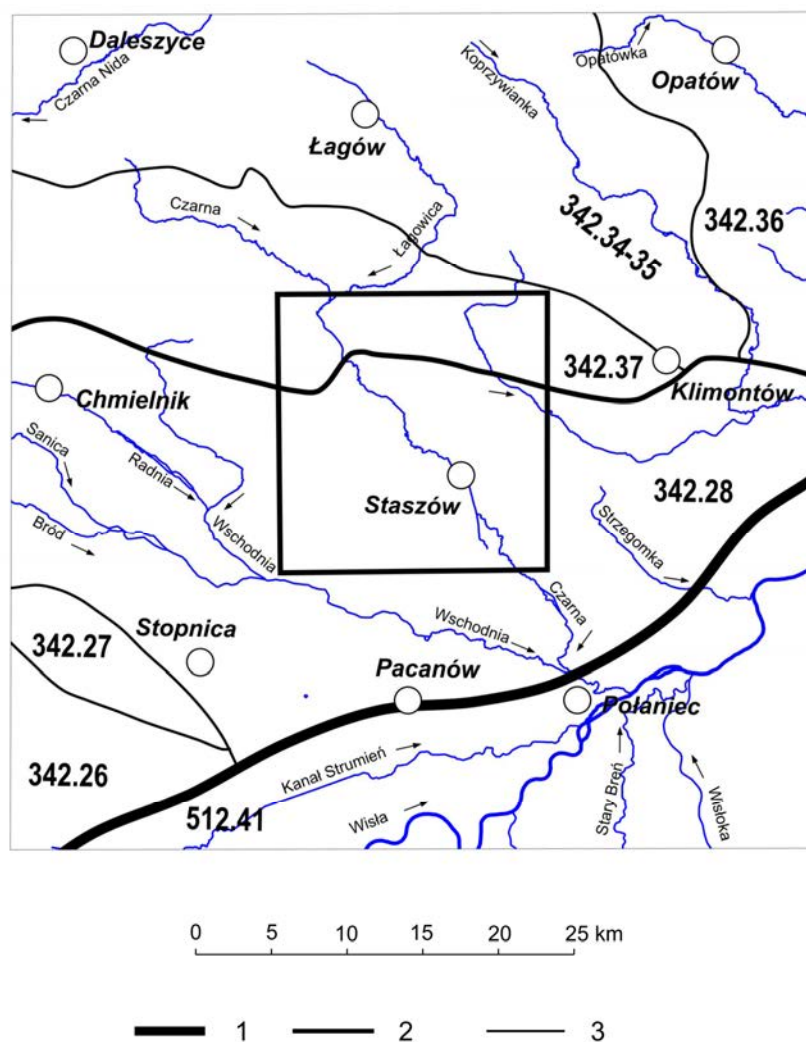 Daleszyce
Czarna Nida
Koprzywianka
Opatówka
Opatów
Łagów
Czarna
Łagowica
342.34-35
342.36
342.37
Klimontów
Chmielnik
Sanica
Radnia
Bród
Wschodnia
Staszów
342.28
Strzegomka
Czarna
Wschodnia
Stopnica
342.27
Pacanów
Połaniec
342.26
Kanał Strumień
512.41
Wisła
Stary Breń
Wisłoka
0 5 10 15 20 25 km
1 2 3